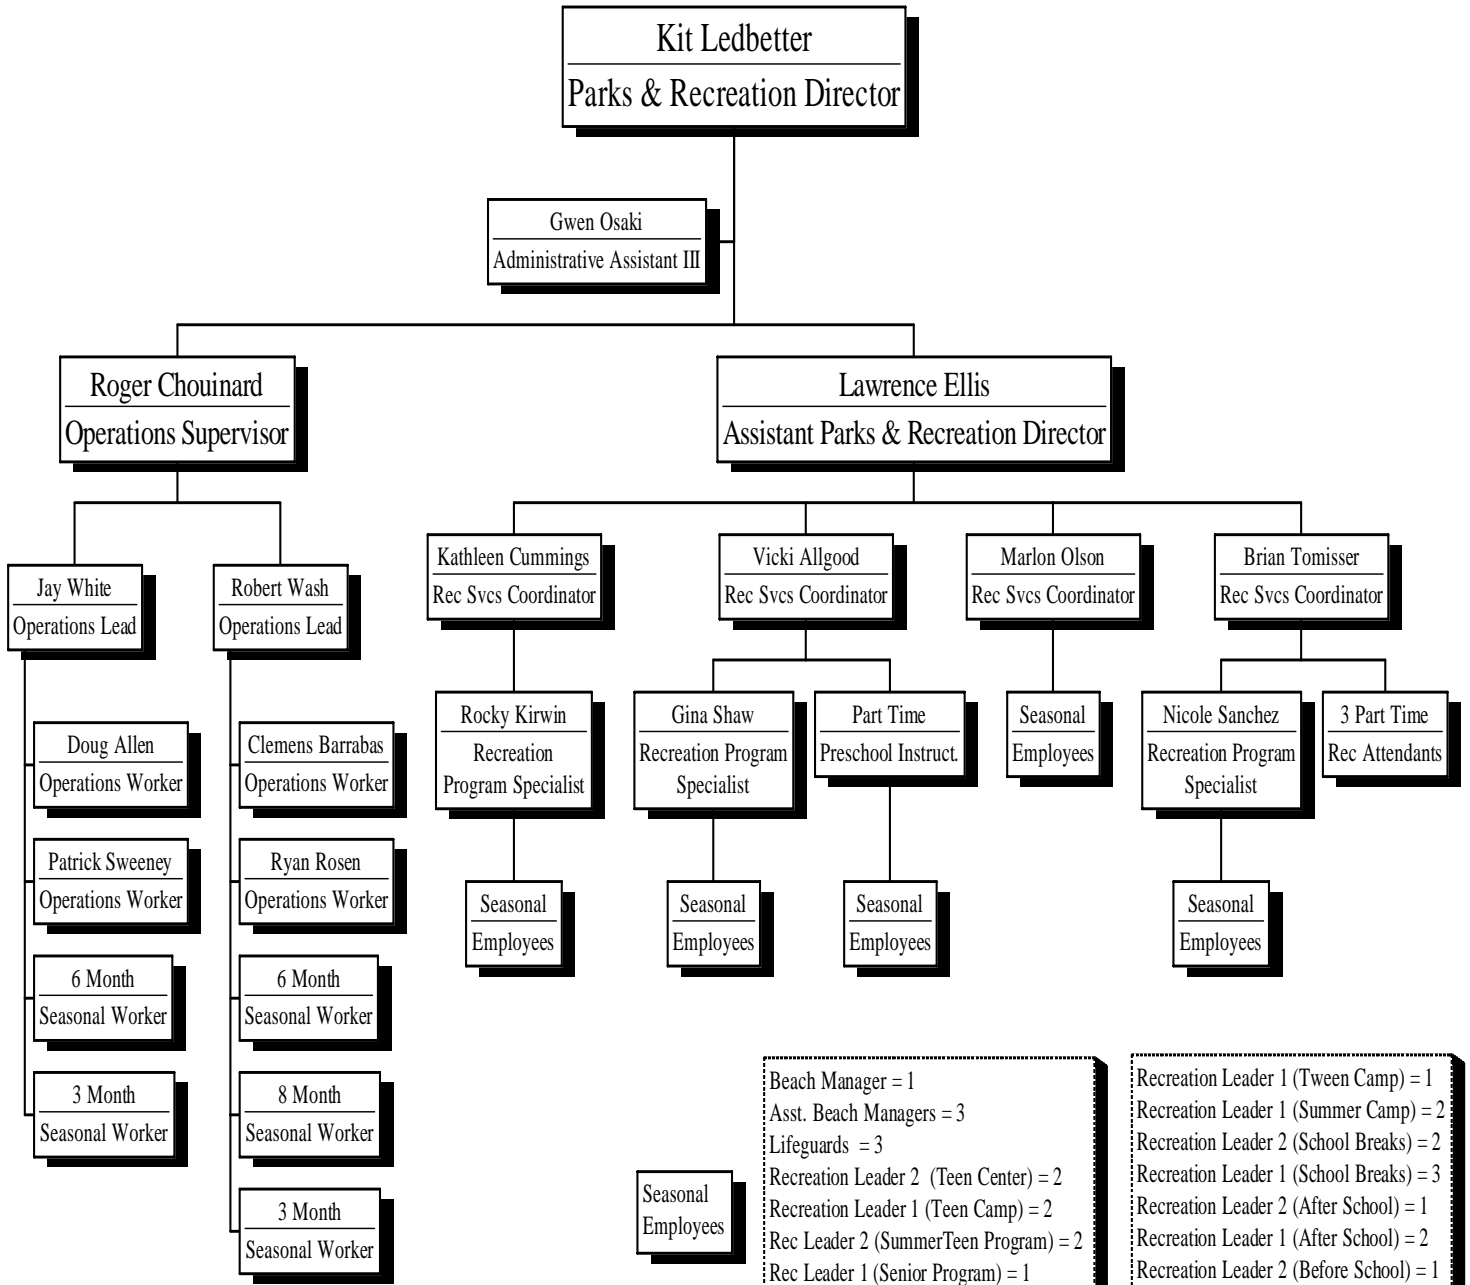 Kit Ledbetter
Parks & Recreation Director
Gwen Osaki
Administrative Assistant III
Roger Chouinard
Operations Supervisor
Lawrence Ellis
Assistant Parks & Recreation Director
Jay White
Operations Lead
Robert Wash
Operations Lead
Kathleen Cummings
Rec Svcs Coordinator
Vicki Allgood
Rec Svcs Coordinator
Marlon Olson
Rec Svcs Coordinator
Brian Tomisser
Rec Svcs Coordinator
Doug Allen
Operations Worker
Patrick Sweeney
Operations Worker
6 Month
Seasonal Worker
3 Month
Seasonal Worker
Clemens Barrabas
Operations Worker
Ryan Rosen
Operations Worker
6 Month
Seasonal Worker
8 Month
Seasonal Worker
3 Month
Seasonal Worker
Rocky Kirwin
Recreation
Program Specialist
Seasonal
Employees
Gina Shaw
Recreation Program
Specialist
Seasonal
Employees
Part Time
Preschool Instruct.
Seasonal
Employees
Seasonal
Employees
Nicole Sanchez
Recreation Program
Specialist
Seasonal
Employees
3 Part Time
Rec Attendants
Seasonal
Employees
Beach Manager = 1
Asst. Beach Managers = 3
Lifeguards = 3
Recreation Leader 2 (Teen Center) = 2
Recreation Leader 1 (Teen Camp) = 2
Rec Leader 2 (SummerTeen Program) = 2
Rec Leader 1 (Senior Program) = 1
Recreation Leader 1 (Tween Camp) = 1
Recreation Leader 1 (Summer Camp) = 2
Recreation Leader 2 (School Breaks) = 2
Recreation Leader 1 (School Breaks) = 3
Recreation Leader 2 (After School) = 1
Recreation Leader 1 (After School) = 2
Recreation Leader 2 (Before School) = 1